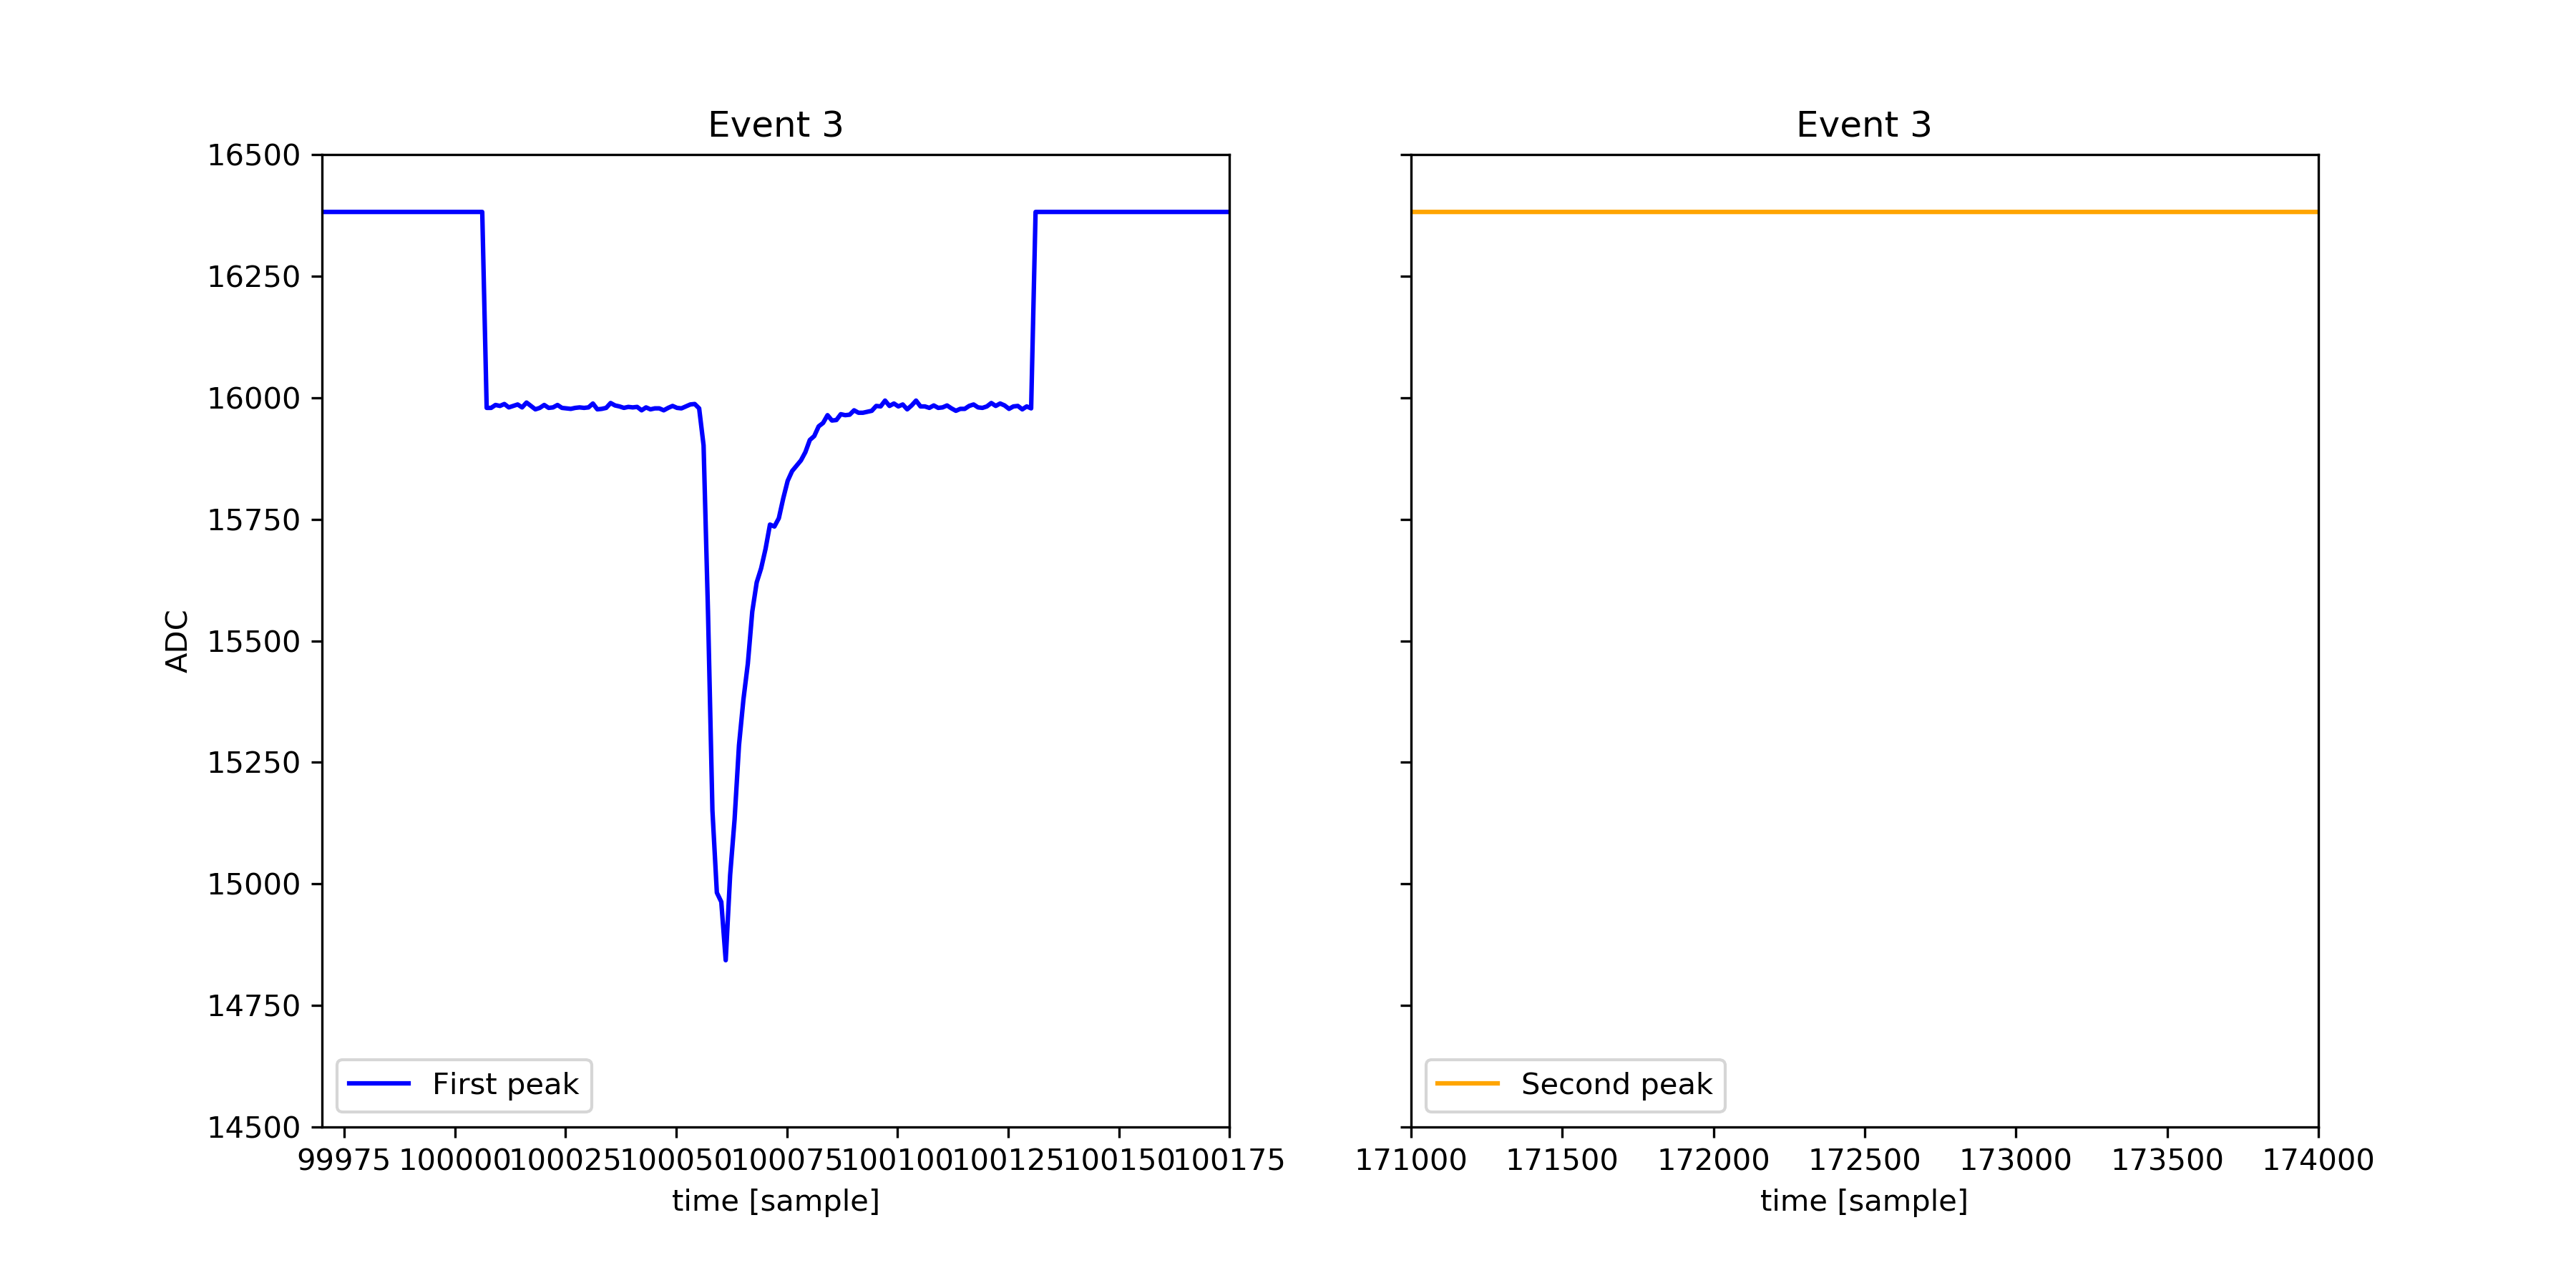 Event 3
16500
16250
16000
15750
15500
15250
15000
14750
14500
ADC
99975 100000 100025 100050 100075 100100 100125 100150 100175
time [sample]
First peak
Event 3
171000 171500 172000 172500 173000 173500 174000
time [sample]
Second peak